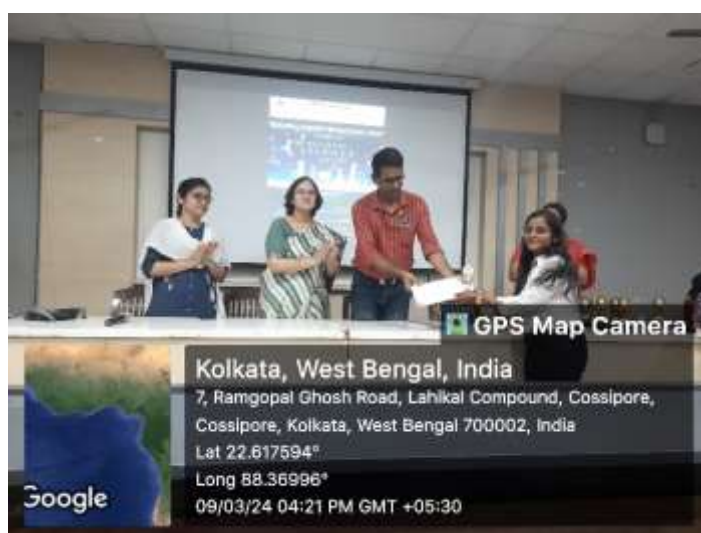 GPS Map Camera
Kolkata, West Bengal, India
7, Ramgopal Ghosh Road, Lahikal Compound, Cossipore,
Cossipore, Kolkata, West Bengal 700002, India
Lat 22.617594°
Long 88.36996°
09/03/24 04:21 PM GMT +05:30
Google